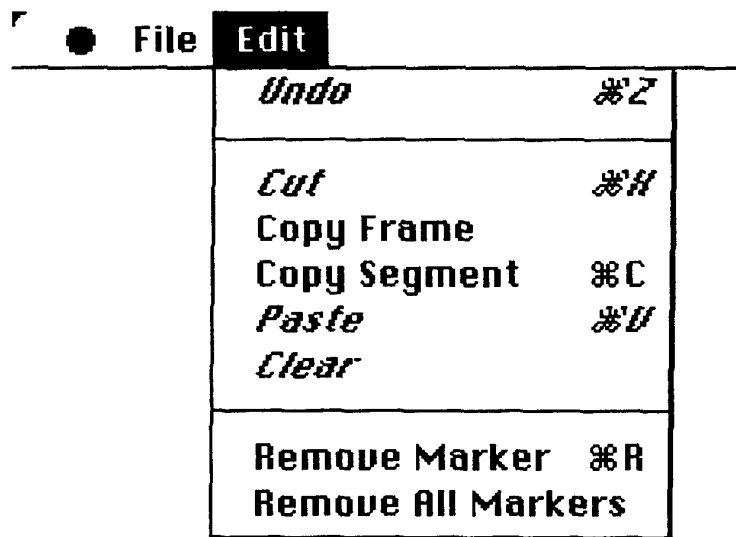 File Edit
Undo ⌘Z
Cut ⌘X
Copy Frame
Copy Segment ⌘C
Paste ⌘V
Clear
Remove Marker ⌘R
Remove All Markers